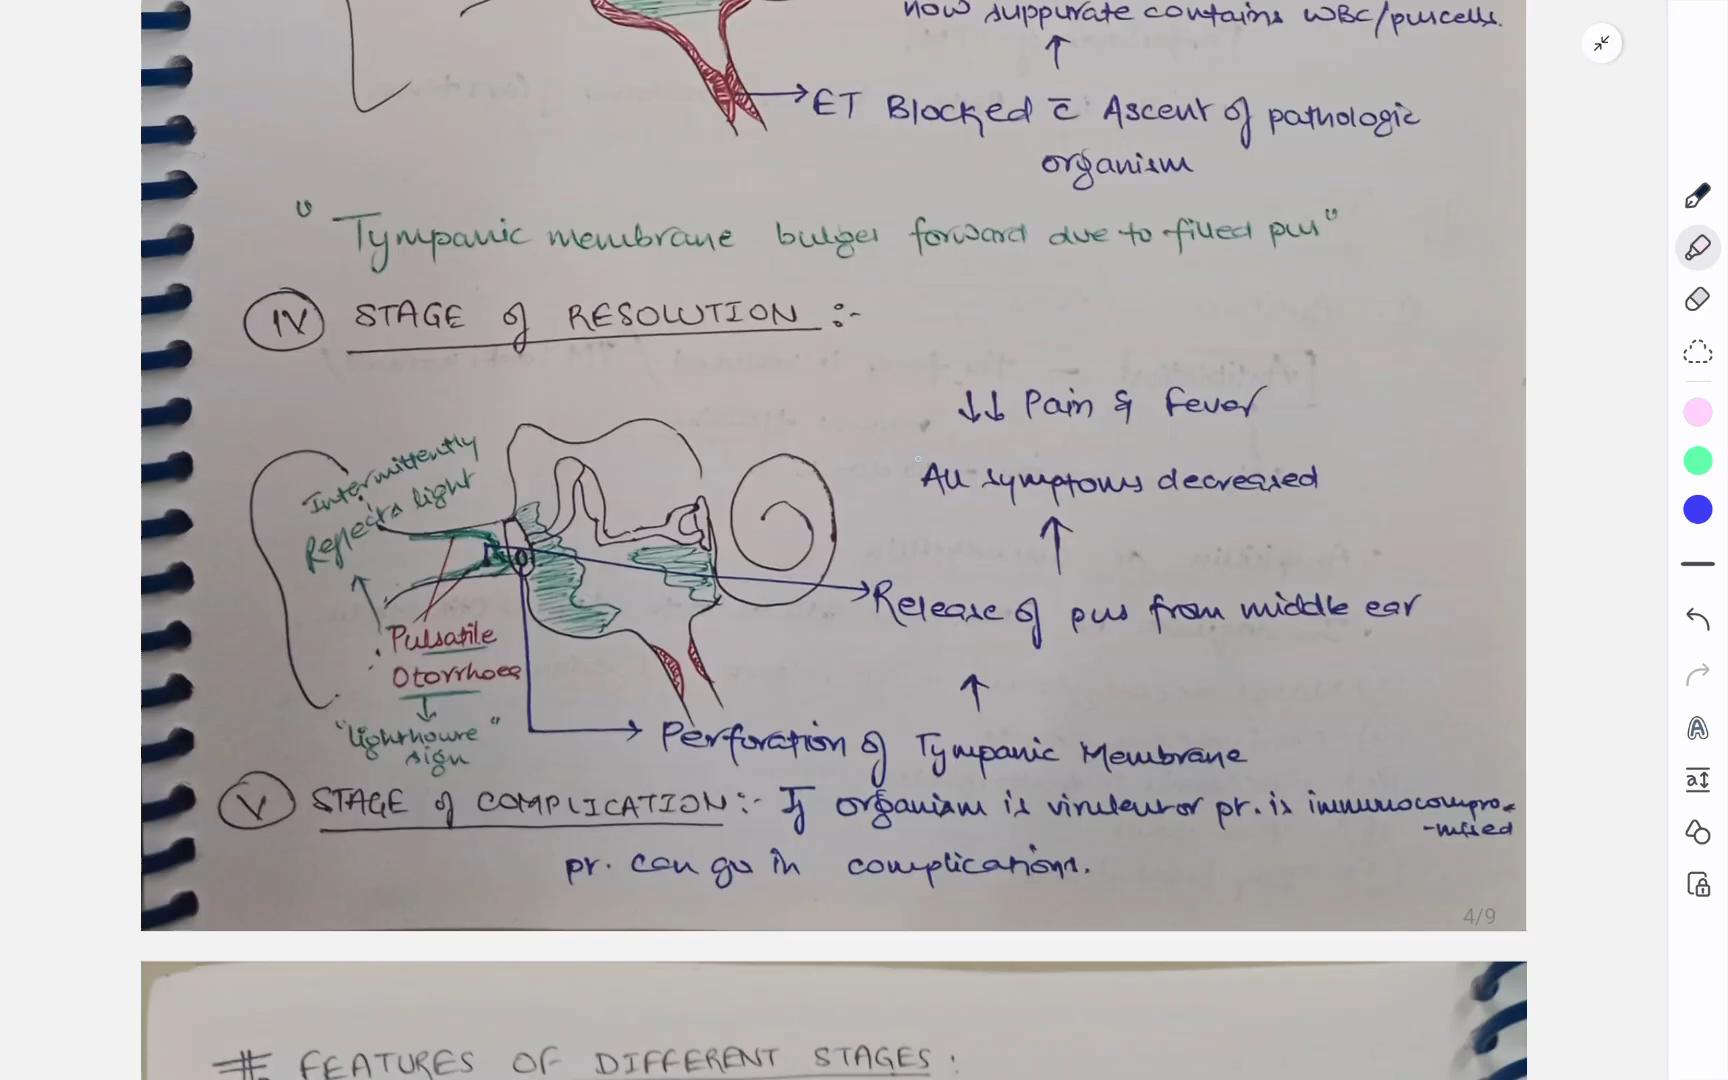 now suppurate contains WBC/puscells.
↑
→ ET Blocked c̄ Ascent of pathologic
organism
" Tympanic membrane bulges forward due to filled pus"
IV STAGE of RESOLUTION :-
↓↓ Pain & Fever
All symptoms decreased
↑
Release of pus from middle ear
↑
Perforation of Tympanic Membrane
Intermittently
Reflects light
Pulsatile
Otorrhoea
↓
"lighthouse"
sign
V STAGE of COMPLICATION :- If organism is virulent or pt. is immunocompro-
-mised
pt. can go in complications.
4/9
# FEATURES OF DIFFERENT STAGES :
A
a